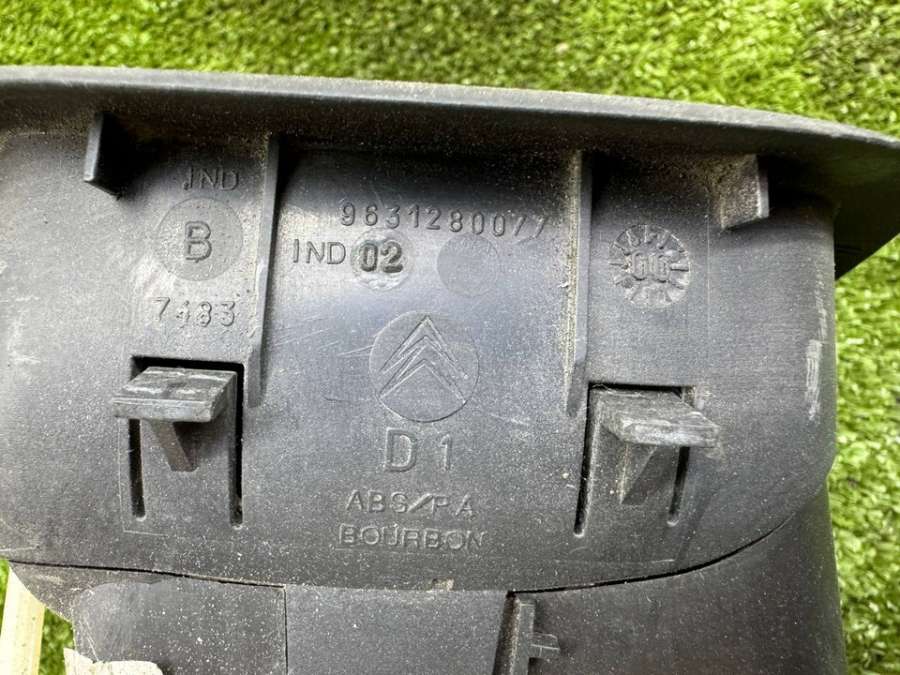 IND
B
7483
9631280077
IND 02
D1
ABS/PA
BOURBON